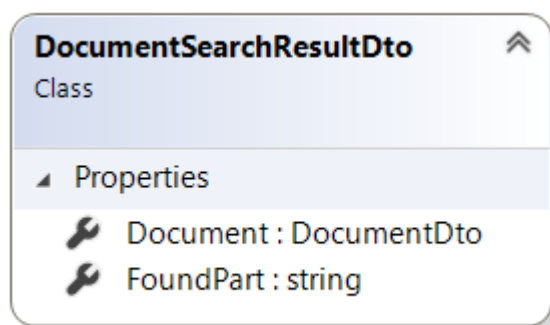 DocumentSearchResultDto
Class
Properties
Document : DocumentDto
FoundPart : string